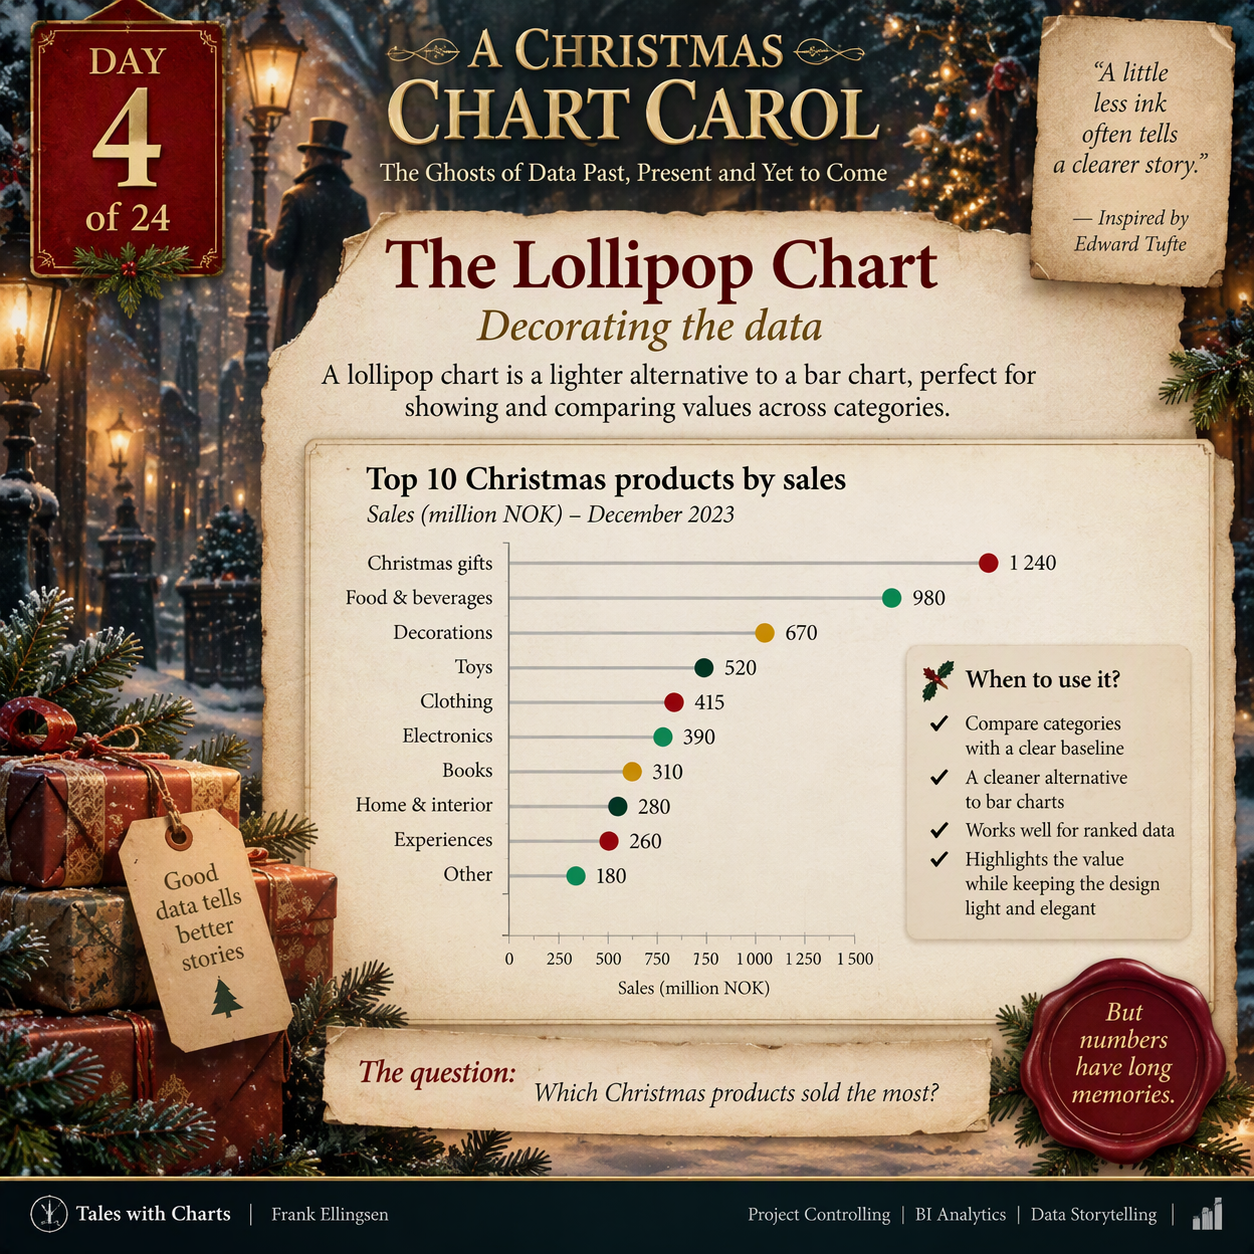 DAY
4
of 24
A CHRISTMAS
CHART CAROL
The Ghosts of Data Past, Present and Yet to Come
“A little
less ink
often tells
a clearer story.”
— Inspired by
Edward Tufte
The Lollipop Chart
Decorating the data
A lollipop chart is a lighter alternative to a bar chart, perfect for
showing and comparing values across categories.
Top 10 Christmas products by sales
Sales (million NOK) – December 2023
Christmas gifts 1 240
Food & beverages 980
Decorations 670
Toys 520
Clothing 415
Electronics 390
Books 310
Home & interior 280
Experiences 260
Other 180
0 250 500 750 750 1 000 1 250 1 500
Sales (million NOK)
When to use it?
✓ Compare categories
with a clear baseline
✓ A cleaner alternative
to bar charts
✓ Works well for ranked data
✓ Highlights the value
while keeping the design
light and elegant
Good
data tells
better
stories
The question:
Which Christmas products sold the most?
But
numbers
have long
memories.
Tales with Charts | Frank Ellingsen
Project Controlling | BI Analytics | Data Storytelling |